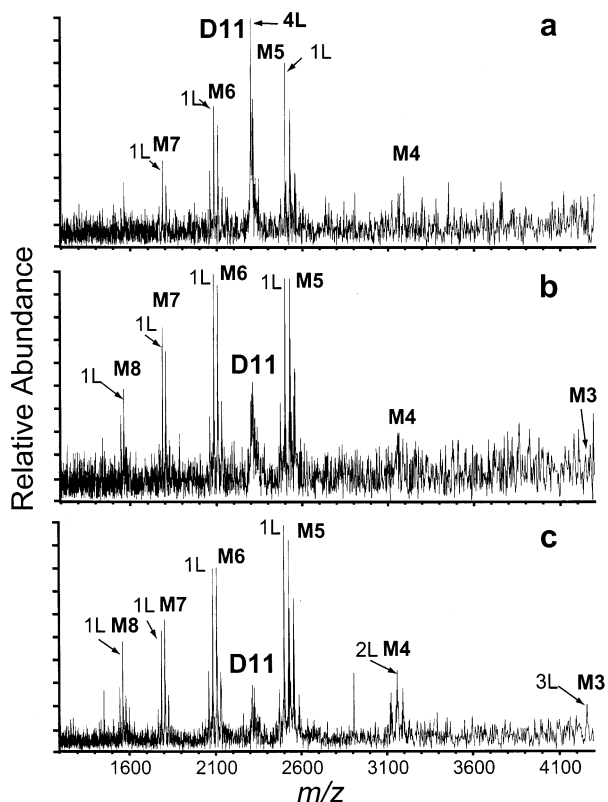 a
D11
4L
M5
1L
1L M6
1L M7
M4
b
1L M6
1L M5
M7
1L
1L M8
D11
M4
M3
c
1L M5
1L M6
1L M7
1L M8
D11
2L M4
3L M3
Relative Abundance
1600 2100 2600 3100 3600 4100
m/z